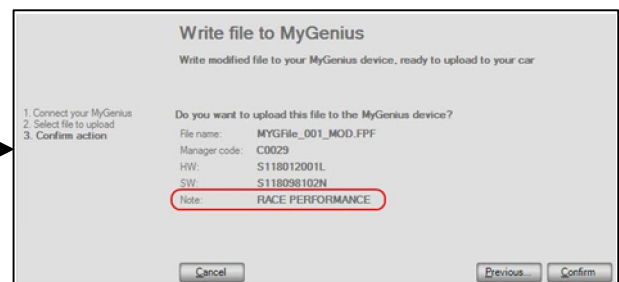 Write file to MyGenius
Write modified file to your MyGenius device, ready to upload to your car
1. Connect your MyGenius
2. Select file to upload
3. Confirm action
Do you want to upload this file to the MyGenius device?
File name: MYGFile_001_MOD.FPF
Manager code: C0029
HW: S118012001L
SW: S118098102N
Note: RACE PERFORMANCE
Cancel
Previous...
Confirm